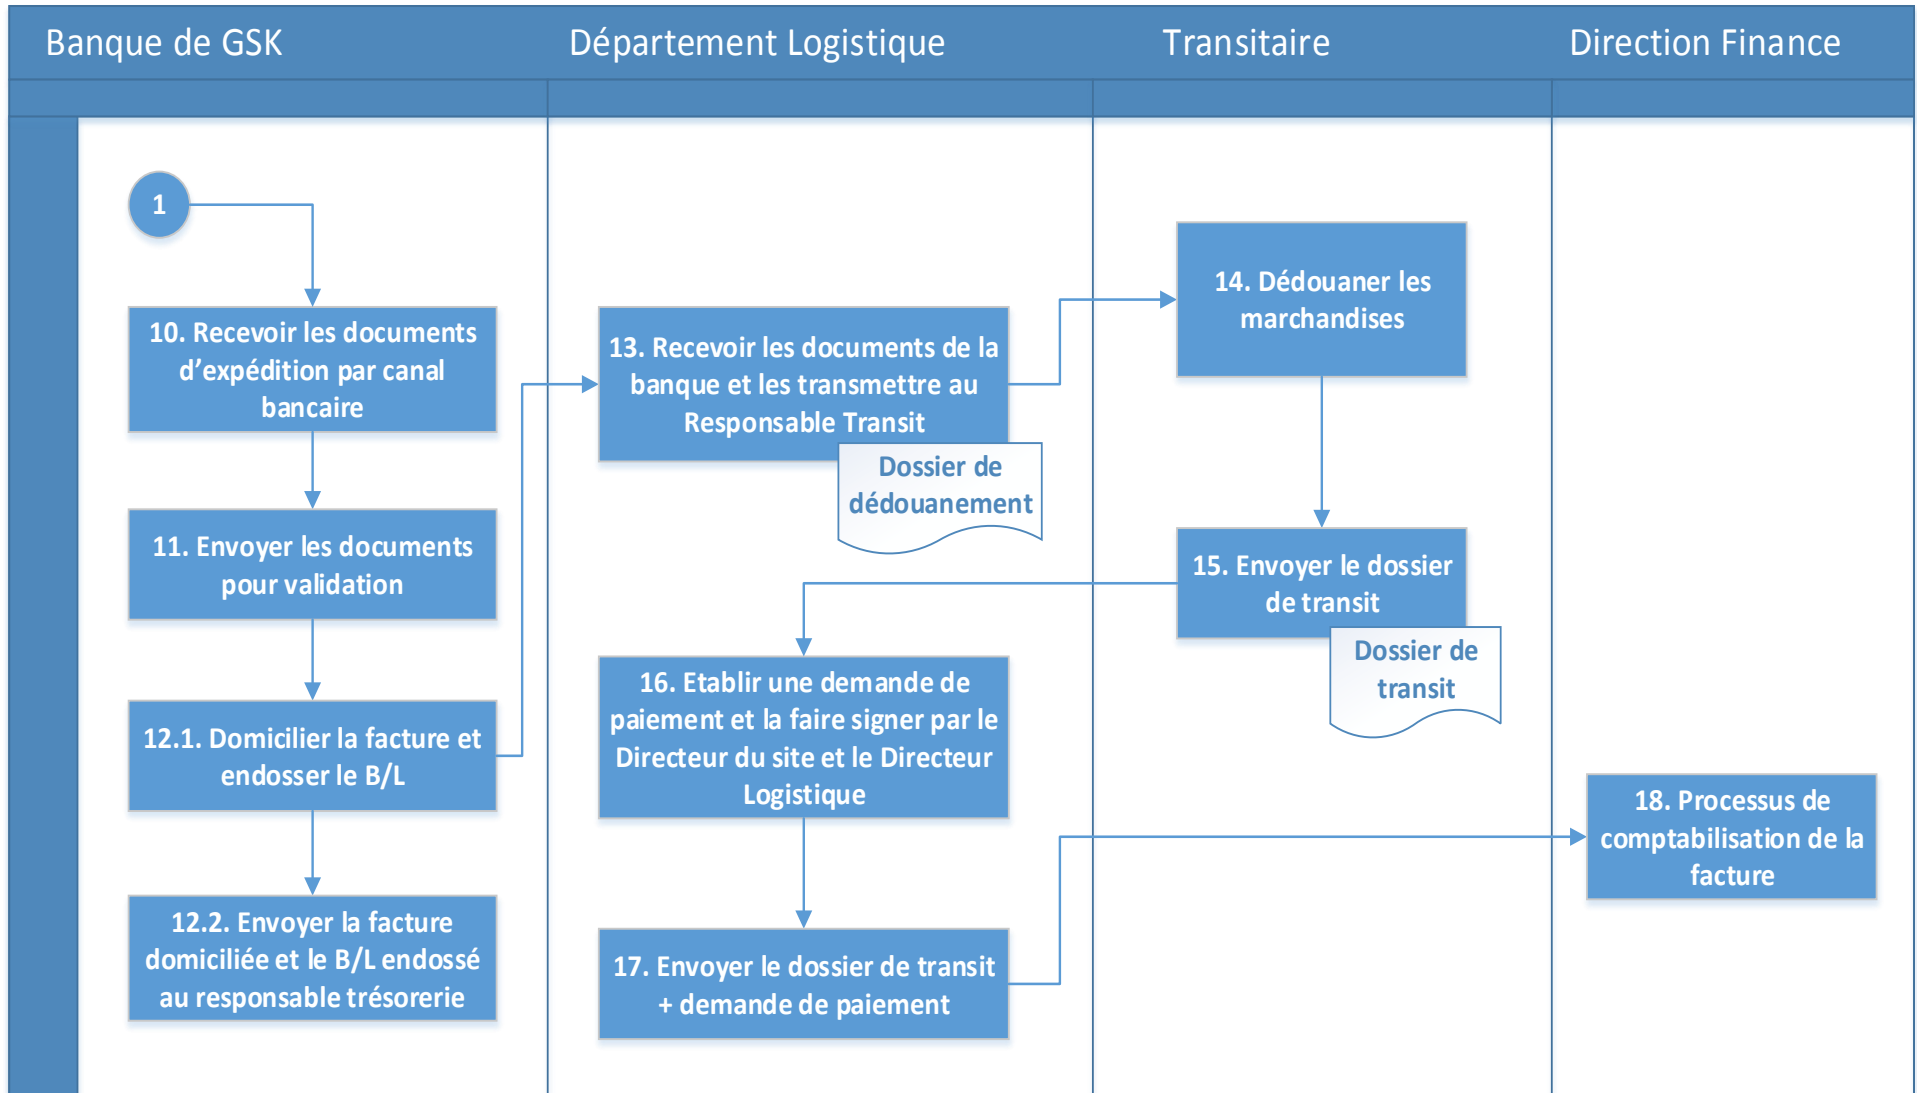 Banque de GSK
Département Logistique
Transitaire
Direction Finance
1
10. Recevoir les documents
d’expédition par canal
bancaire
11. Envoyer les documents
pour validation
12.1. Domicilier la facture et
endosser le B/L
12.2. Envoyer la facture
domiciliée et le B/L endossé
au responsable trésorerie
13. Recevoir les documents de la
banque et les transmettre au
Responsable Transit
Dossier de
dédouanement
14. Dédouaner les
marchandises
15. Envoyer le dossier
de transit
Dossier de
transit
16. Etablir une demande de
paiement et la faire signer par le
Directeur du site et le Directeur
Logistique
17. Envoyer le dossier de transit
+ demande de paiement
18. Processus de
comptabilisation de la
facture